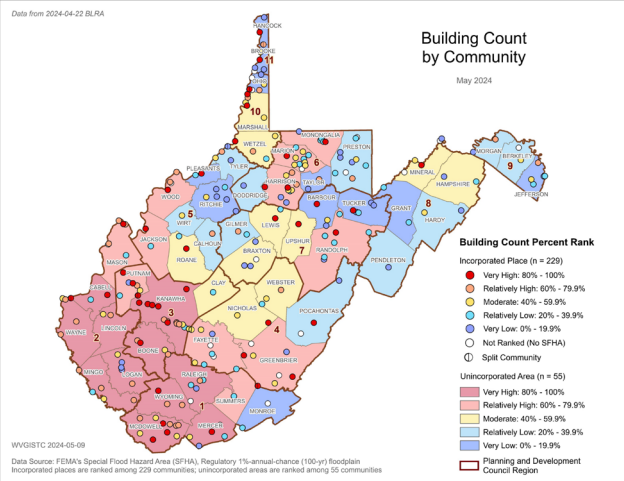 Data from 2024-04-22 BLRA
Building Count
by Community
May 2024
HANCOCK
BROOKE
11
OHIO
10
MARSHALL
WETZEL
MONONGALIA
MARION
6
PRESTON
MORGAN
BERKELEY
9
JEFFERSON
MINERAL
HAMPSHIRE
8
PLEASANTS
TYLER
HARRISON
TAYLOR
WOOD
RITCHIE
DODDRIDGE
BARBOUR
TUCKER
GRANT
HARDY
5
WIRT
GILMER
LEWIS
JACKSON
CALHOUN
UPSHUR
RANDOLPH
7
ROANE
BRAXTON
PENDLETON
MASON
PUTNAM
CLAY
WEBSTER
CABELL
KANAWHA
NICHOLAS
POCAHONTAS
3
WAYNE
LINCOLN
4
2
BOONE
FAYETTE
GREENBRIER
MINGO
LOGAN
RALEIGH
WYOMING
1
SUMMERS
MONROE
MCDOWELL
MERCER
Building Count Percent Rank
Incorporated Place (n = 229)
Very High: 80% - 100%
Relatively High: 60% - 79.9%
Moderate: 40% - 59.9%
Relatively Low: 20% - 39.9%
Very Low: 0% - 19.9%
Not Ranked (No SFHA)
Split Community
Unincorporated Area (n = 55)
Very High: 80% - 100%
Relatively High: 60% - 79.9%
Moderate: 40% - 59.9%
Relatively Low: 20% - 39.9%
Very Low: 0% - 19.9%
Planning and Development
Council Region
WVGISTC 2024-05-09
Data Source: FEMA's Special Flood Hazard Area (SFHA), Regulatory 1%-annual-chance (100-yr) floodplain
Incorporated places are ranked among 229 communities; unincorporated areas are ranked among 55 communities